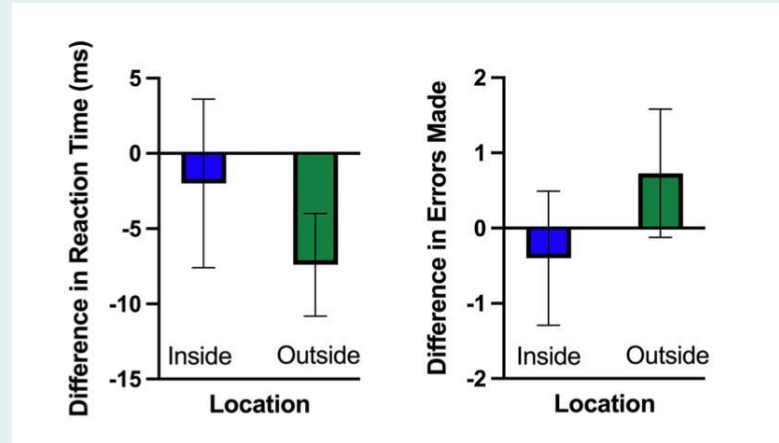 Difference in Reaction Time (ms)
5
0
-5
-10
-15
Inside Outside
Location
Difference in Errors Made
2
1
0
-1
-2
Inside Outside
Location